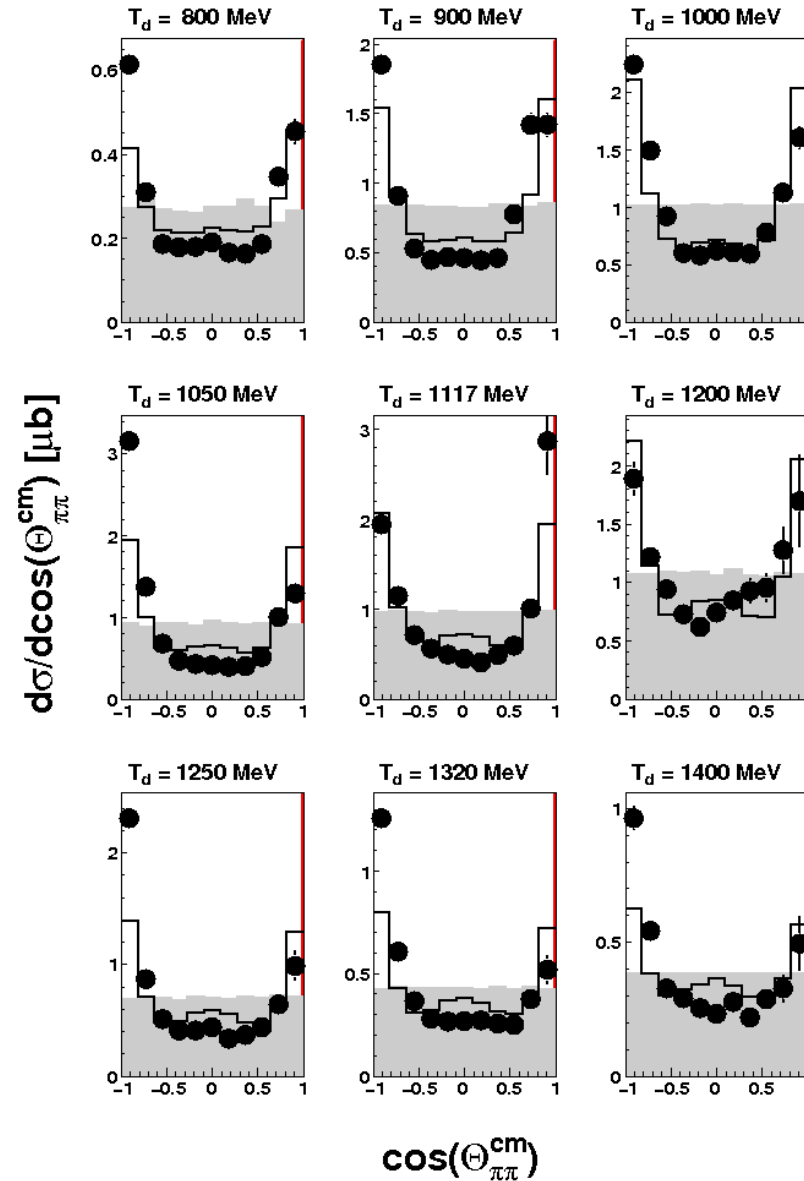 T_d = 800 MeV
T_d = 900 MeV
T_d = 1000 MeV
0.6
0.4
0.2
0
2
1.5
1
0.5
0
2
1.5
1
0.5
0
−1 −0.5 0 0.5 1
−1 −0.5 0 0.5 1
−1 −0.5 0 0.5
T_d = 1050 MeV
T_d = 1117 MeV
T_d = 1200 MeV
3
2
1
0
3
2
1
0
2
1.5
1
0.5
0
−1 −0.5 0 0.5 1
−1 −0.5 0 0.5 1
−1 −0.5 0 0.5
dσ/dcos(Θ^cm_ππ) [μb]
T_d = 1250 MeV
T_d = 1320 MeV
T_d = 1400 MeV
2
1
0
1
0.5
0
1
0.5
0
−1 −0.5 0 0.5 1
−1 −0.5 0 0.5 1
−1 −0.5 0 0.5
cos(Θ^cm_ππ)